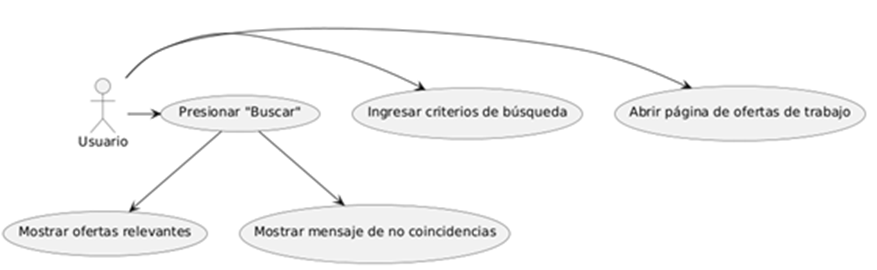 Presionar "Buscar"
Ingresar criterios de búsqueda
Abrir página de ofertas de trabajo
Usuario
Mostrar ofertas relevantes
Mostrar mensaje de no coincidencias